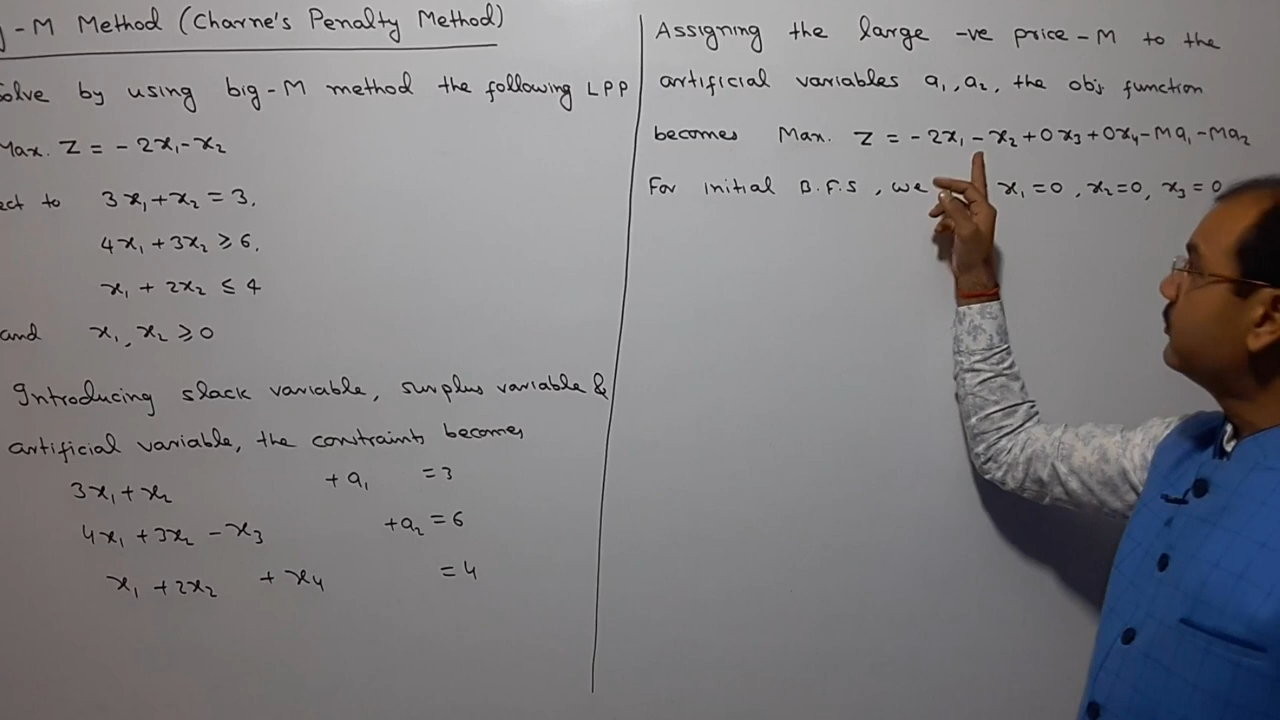 -M Method (Charne's Penalty Method)
Solve by using big-M method the following LPP
Max. Z = -2x₁-x₂
ect to 3x₁+x₂ = 3,
4x₁+3x₂ ≥ 6,
x₁ + 2x₂ ≤ 4
and x₁, x₂ ≥ 0
Introducing slack variable, surplus variable &
artificial variable, the constraints becomes
3x₁+x₂ +a₁ = 3
4x₁+3x₂ -x₃ +a₂ = 6
x₁ + 2x₂ + x₄ = 4
Assigning the large -ve price -M to the
artificial variables a₁, a₂, the obj. function
becomes Max. Z = -2x₁-x₂+0x₃+0x₄-Ma₁-Ma₂
For initial B.F.S, we x₁=0, x₂=0, x₃=0